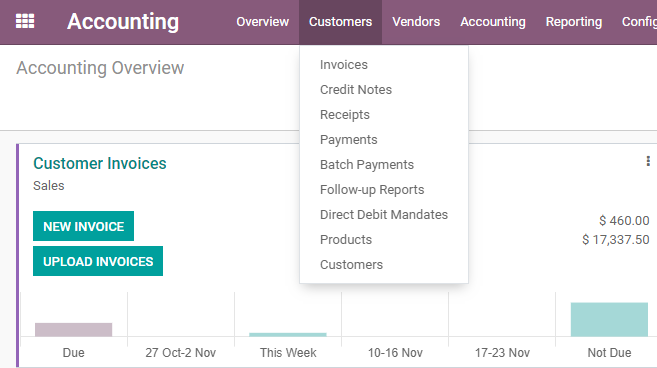 Accounting Overview Customers Vendors Accounting Reporting Config
Accounting Overview
Invoices
Credit Notes
Receipts
Payments
Batch Payments
Follow-up Reports
Direct Debit Mandates
Products
Customers
Customer Invoices
Sales
NEW INVOICE
UPLOAD INVOICES
$ 460.00
$ 17,337.50
Due 27 Oct-2 Nov This Week 10-16 Nov 17-23 Nov Not Due